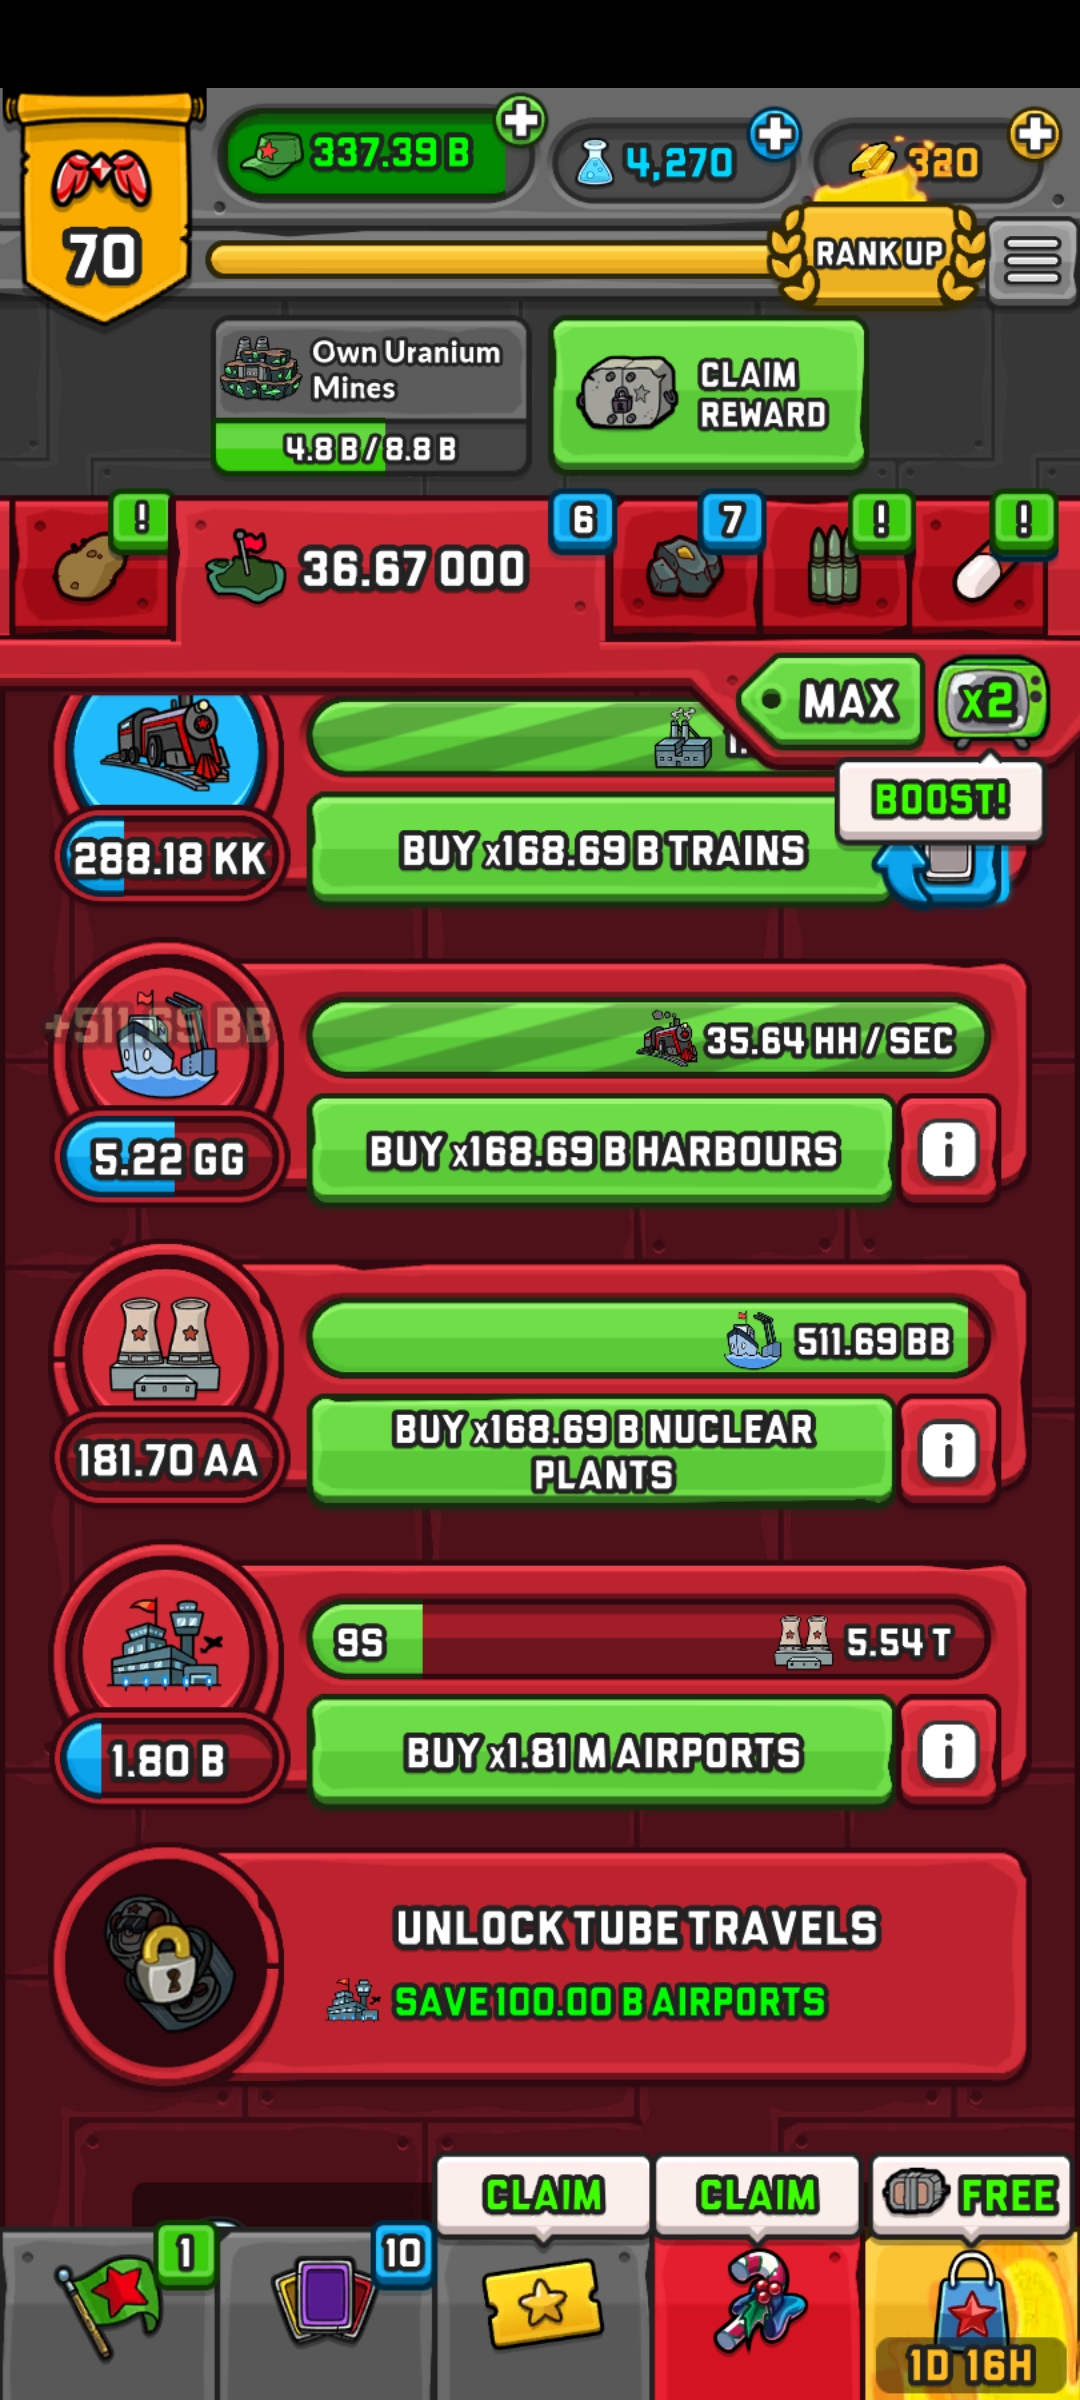 337.39 B
4,270
320
70
RANK UP
Own Uranium
Mines
4.8 B / 8.8 B
CLAIM
REWARD
!
36.67 000
6
7
!
!
MAX
x2
BOOST!
1.
288.18 KK
BUY x168.69 B TRAINS
+511.69 BB
35.64 HH / SEC
5.22 GG
BUY x168.69 B HARBOURS
i
511.69 BB
181.70 AA
BUY x168.69 B NUCLEAR
PLANTS
i
9S
5.54 T
1.80 B
BUY x1.81 M AIRPORTS
i
UNLOCK TUBE TRAVELS
SAVE 100.00 B AIRPORTS
CLAIM
CLAIM
FREE
1
10
1D 16H